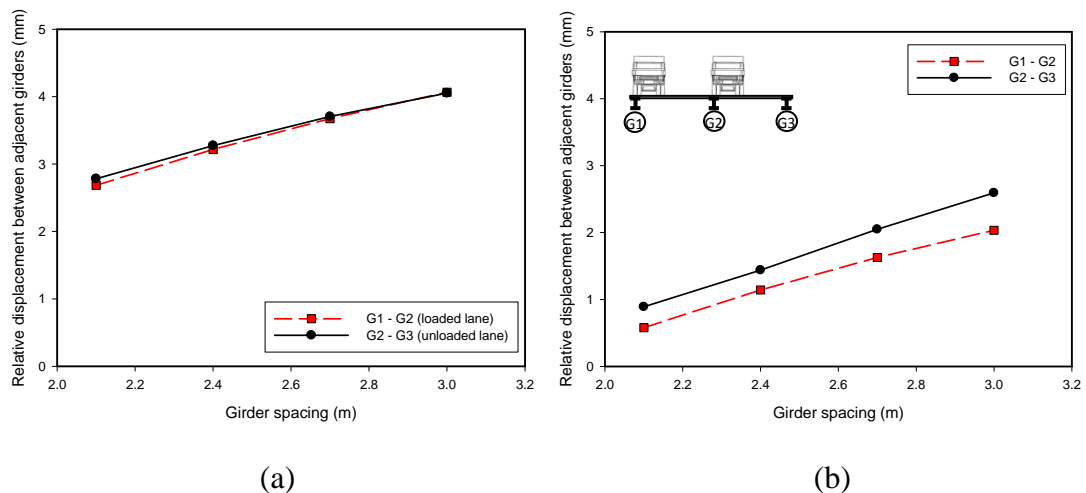 Relative displacement between adjacent girders (mm)
5
4
3
2
1
0
G1 - G2 (loaded lane)
G2 - G3 (unloaded lane)
2.0 2.2 2.4 2.6 2.8 3.0 3.2
Girder spacing (m)
(a)
Relative displacement between adjacent girders (mm)
5
4
3
2
1
0
G1 - G2
G2 - G3
G1 G2 G3
2.0 2.2 2.4 2.6 2.8 3.0 3.2
Girder spacing (m)
(b)